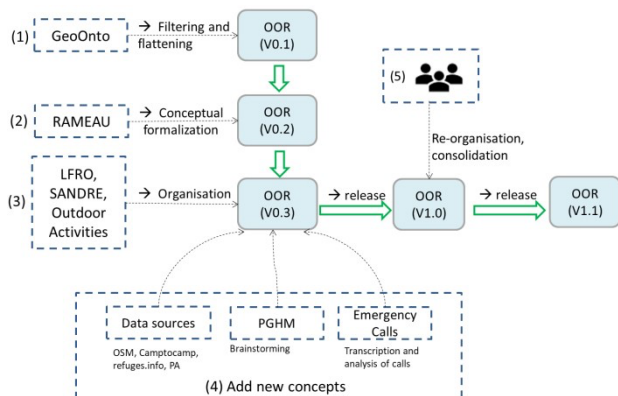 (1)
GeoOnto
→ Filtering and
flattening
OOR
(V0.1)
(5)
(2)
RAMEAU
→ Conceptual
formalization
OOR
(V0.2)
Re-organisation,
consolidation
(3)
LFRO,
SANDRE,
Outdoor
Activities
→ Organisation
OOR
(V0.3)
→ release
OOR
(V1.0)
→ release
OOR
(V1.1)
Data sources
OSM, Camptocamp,
refuges.info, PA
PGHM
Brainstorming
Emergency
Calls
Transcription and
analysis of calls
(4) Add new concepts